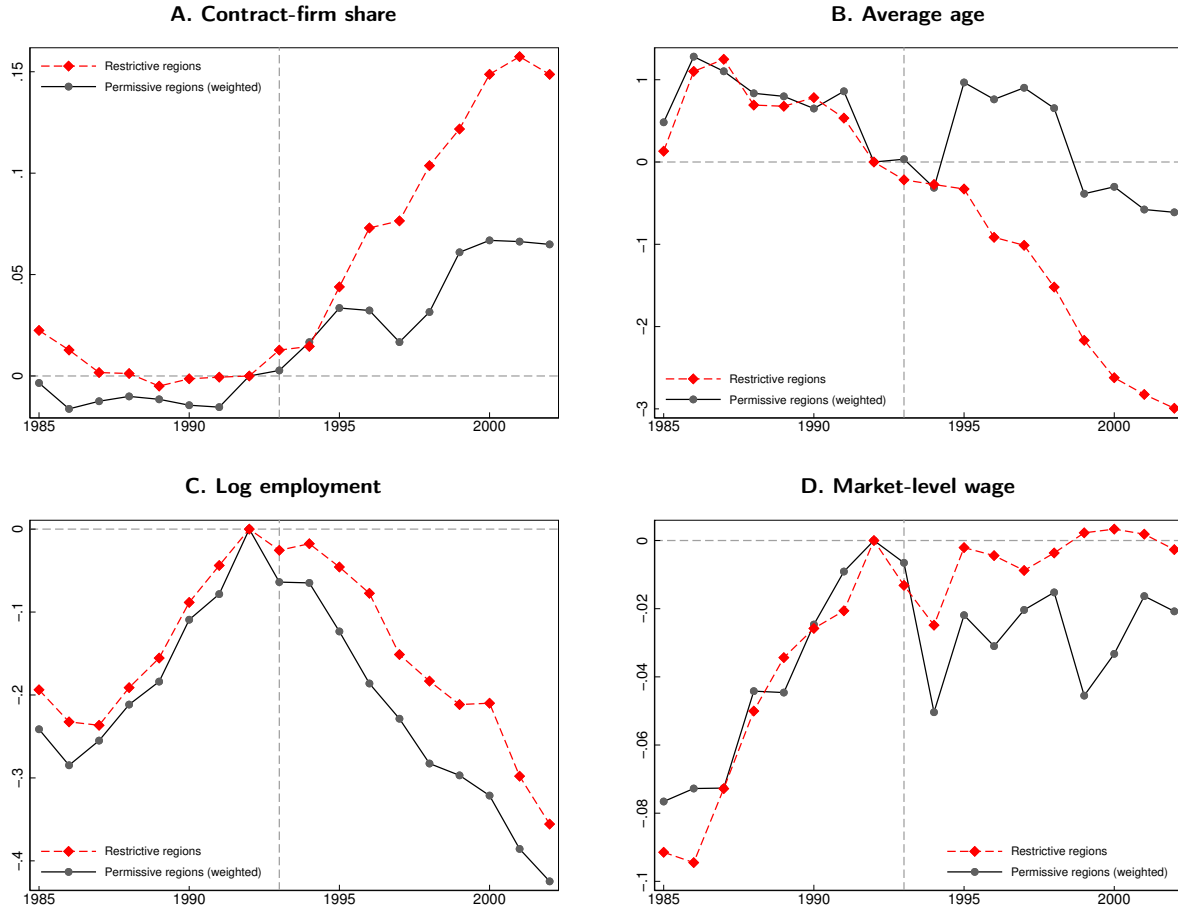 A. Contract-firm share
.15
.1
.05
0
1985 1990 1995 2000
Restrictive regions
Permissive regions (weighted)
B. Average age
1
0
-1
-2
-3
1985 1990 1995 2000
Restrictive regions
Permissive regions (weighted)
C. Log employment
0
-.1
-.2
-.3
-.4
1985 1990 1995 2000
Restrictive regions
Permissive regions (weighted)
D. Market-level wage
0
-.02
-.04
-.06
-.08
-.1
1985 1990 1995 2000
Restrictive regions
Permissive regions (weighted)